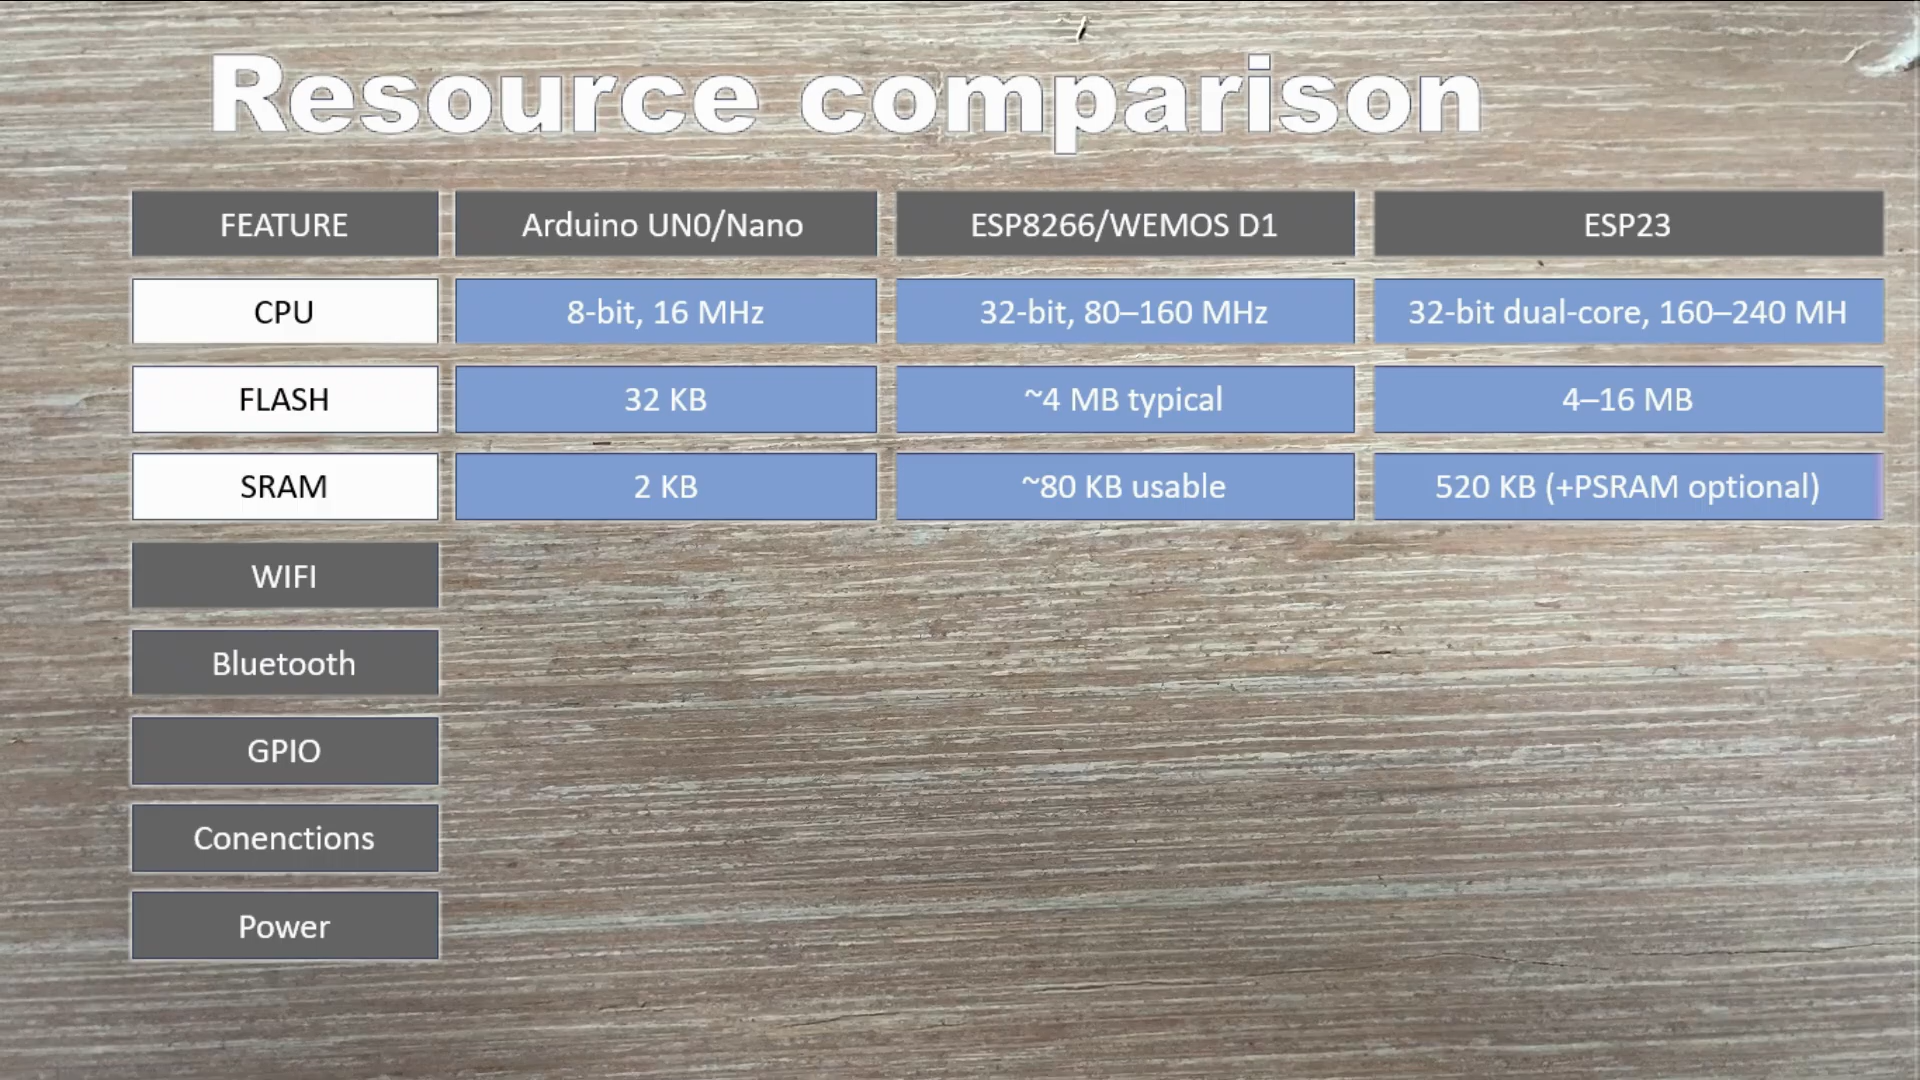 Resource comparison
FEATURE Arduino UN0/Nano ESP8266/WEMOS D1 ESP23
CPU 8-bit, 16 MHz 32-bit, 80–160 MHz 32-bit dual-core, 160–240 MH
FLASH 32 KB ~4 MB typical 4–16 MB
SRAM 2 KB ~80 KB usable 520 KB (+PSRAM optional)
WIFI
Bluetooth
GPIO
Conenctions
Power